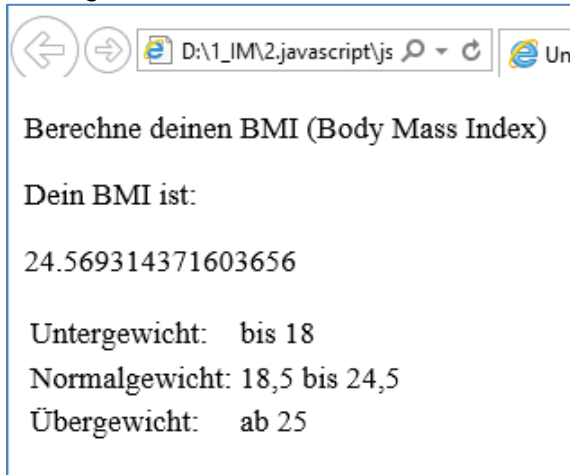 D:\1_IM\2.javascript\js
Un
Berechne deinen BMI (Body Mass Index)
Dein BMI ist:
24.569314371603656
Untergewicht: bis 18
Normalgewicht: 18,5 bis 24,5
Übergewicht: ab 25